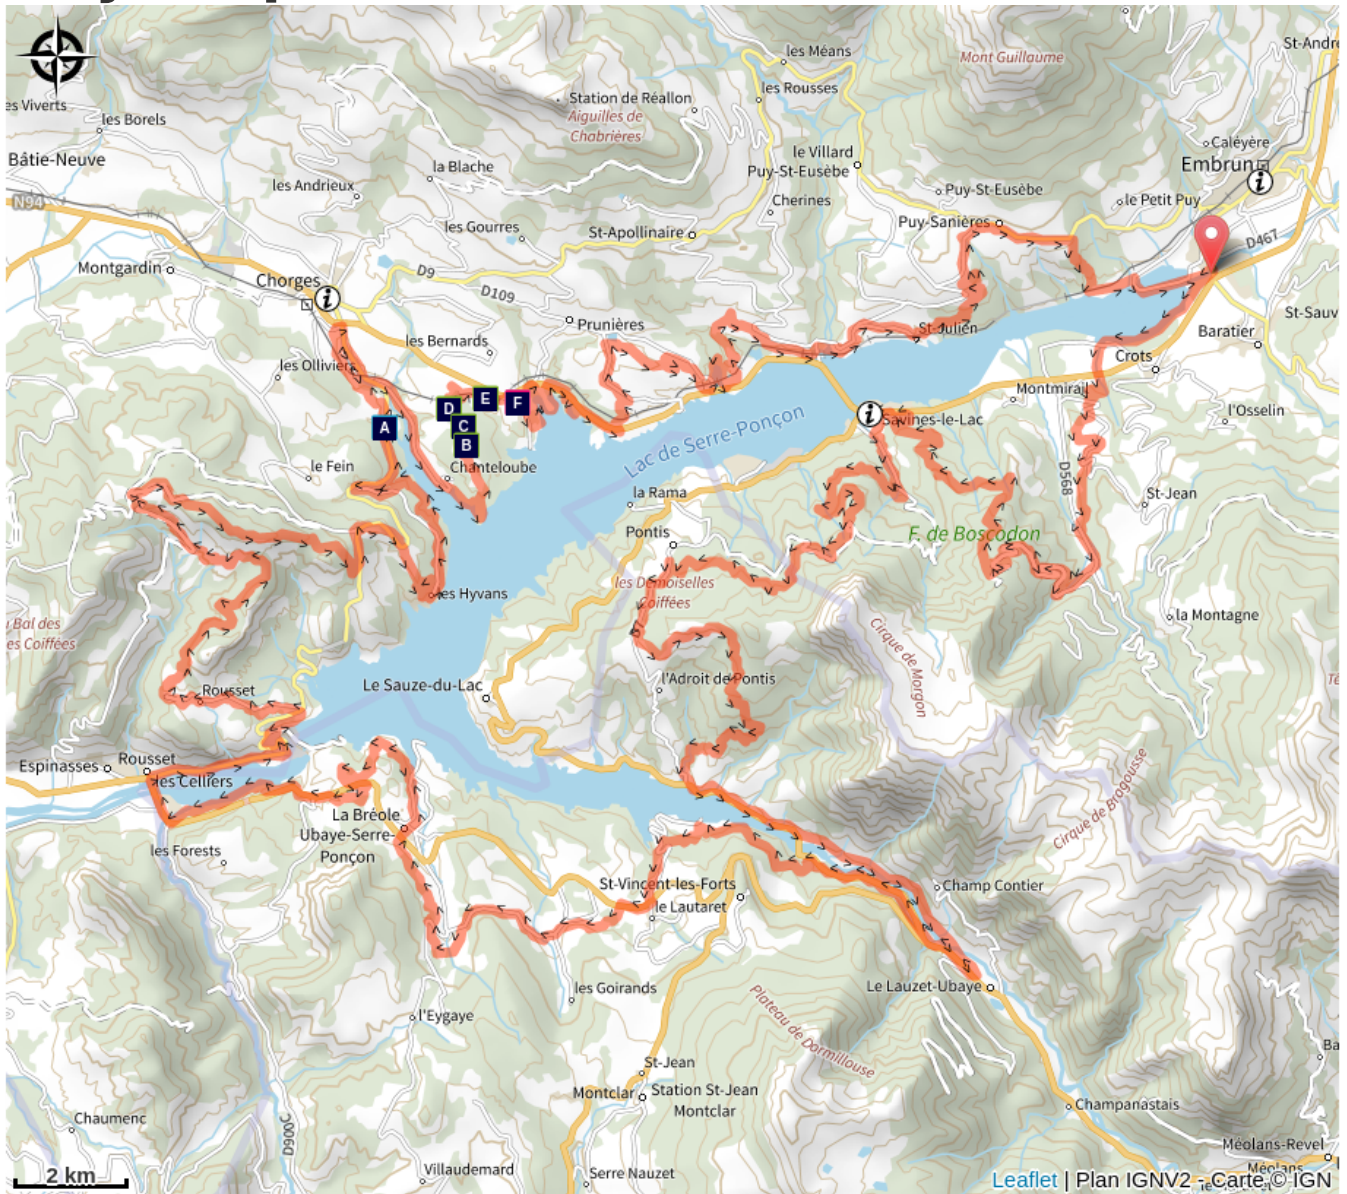 les Méans
St-André
Mont Guillaume
les Rousses
es Viverts
Station de Réallon
les Borels
Aiguilles de
Chabrières
Caléyère
Bâtie-Neuve
le Villard
Embrun
la Blache
Puy-St-Eusèbe
i
les Andrieux
Puy-St-Eusèbe
N94
Cherines
le Petit Puy
les Gourres
St-Apollinaire
Puy-Sanières
D467
Montgardin
D9
Chorges
i
D109
St-Sauv
Prunières
St-Julien
Baratier
les Bernards
Crots
les Olliviers
Montmirail
E
F
D
i
Savines-le-Lac
l'Osselin
A
C
B
Lac de Serre-Ponçon
le Fein
Chanteloube
D568
la Rama
St-Jean
Pontis
F. de Boscodon
les Demoiselles
Coiffées
les Hyvans
la Montagne
u Bal des
es Coiffées
Cirque de Morgon
l'Adroit de Pontis
Le Sauze-du-Lac
Rousset
Espinasses
Rousset
les Celliers
Cirque de Bragousse
La Bréole
Ubaye-Serre-
Ponçon
les Forests
St-Vincent-les-Forts
Champ Contier
le Lautaret
Le Lauzet-Ubaye
les Goirands
Plateau de Dormillouse
l'Eygaye
St-Jean
Montclar
Station St-Jean
Montclar
Champanastais
Chaumenc
D900C
Méolans-Revel
Villaudemard
Serre Nauzet
Méolans
2 km
Leaflet | Plan IGNV2 - Carte © IGN